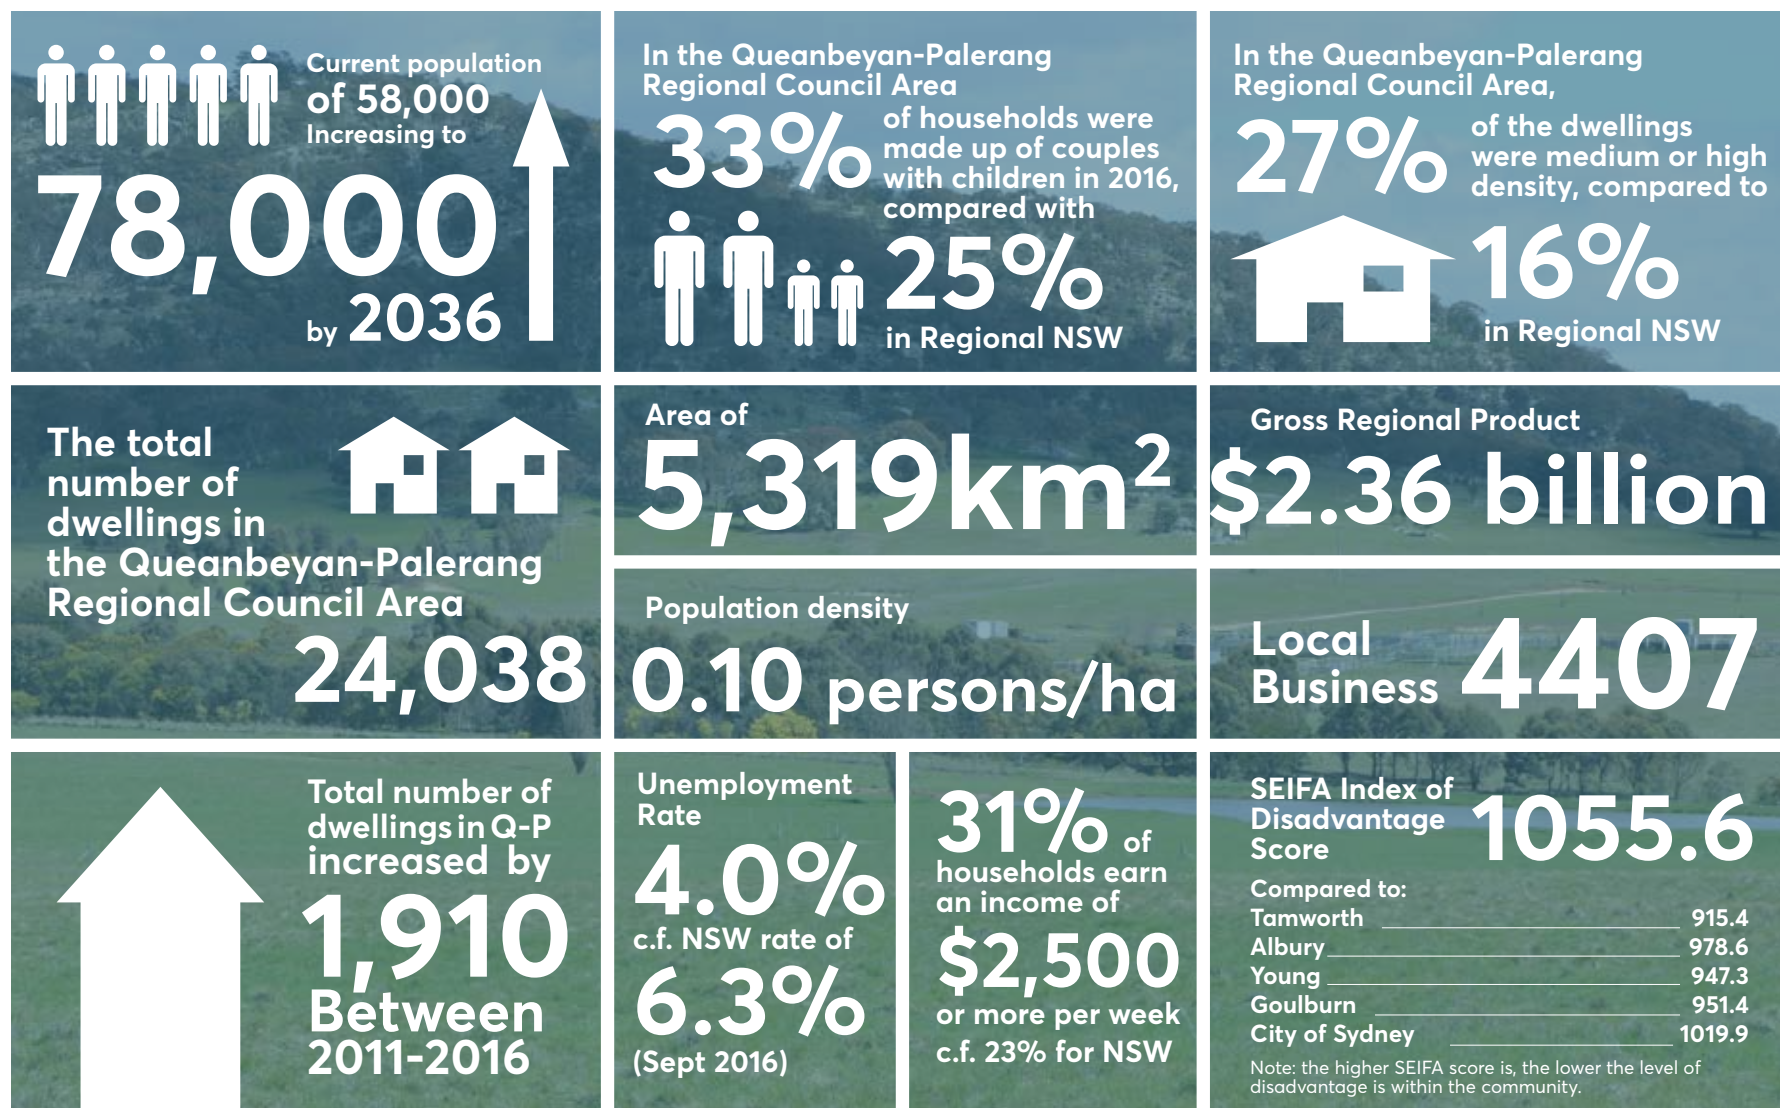 Current population
of 58,000
Increasing to
78,000
by 2036
In the Queanbeyan-Palerang
Regional Council Area
33%
of households were
made up of couples
with children in 2016,
compared with
25%
in Regional NSW
In the Queanbeyan-Palerang
Regional Council Area,
27%
of the dwellings
were medium or high
density, compared to
16%
in Regional NSW
The total
number of
dwellings in
the Queanbeyan-Palerang
Regional Council Area
24,038
Area of
5,319km²
Gross Regional Product
$2.36 billion
Population density
0.10 persons/ha
Local
Business
4407
Total number of
dwellings in Q-P
increased by
1,910
Between
2011-2016
Unemployment
Rate
4.0%
c.f. NSW rate of
6.3%
(Sept 2016)
31% of
households earn
an income of
$2,500
or more per week
c.f. 23% for NSW
SEIFA Index of
Disadvantage
Score
1055.6
Compared to:
Tamworth 915.4
Albury 978.6
Young 947.3
Goulburn 951.4
City of Sydney 1019.9
Note: the higher SEIFA score is, the lower the level of
disadvantage is within the community.